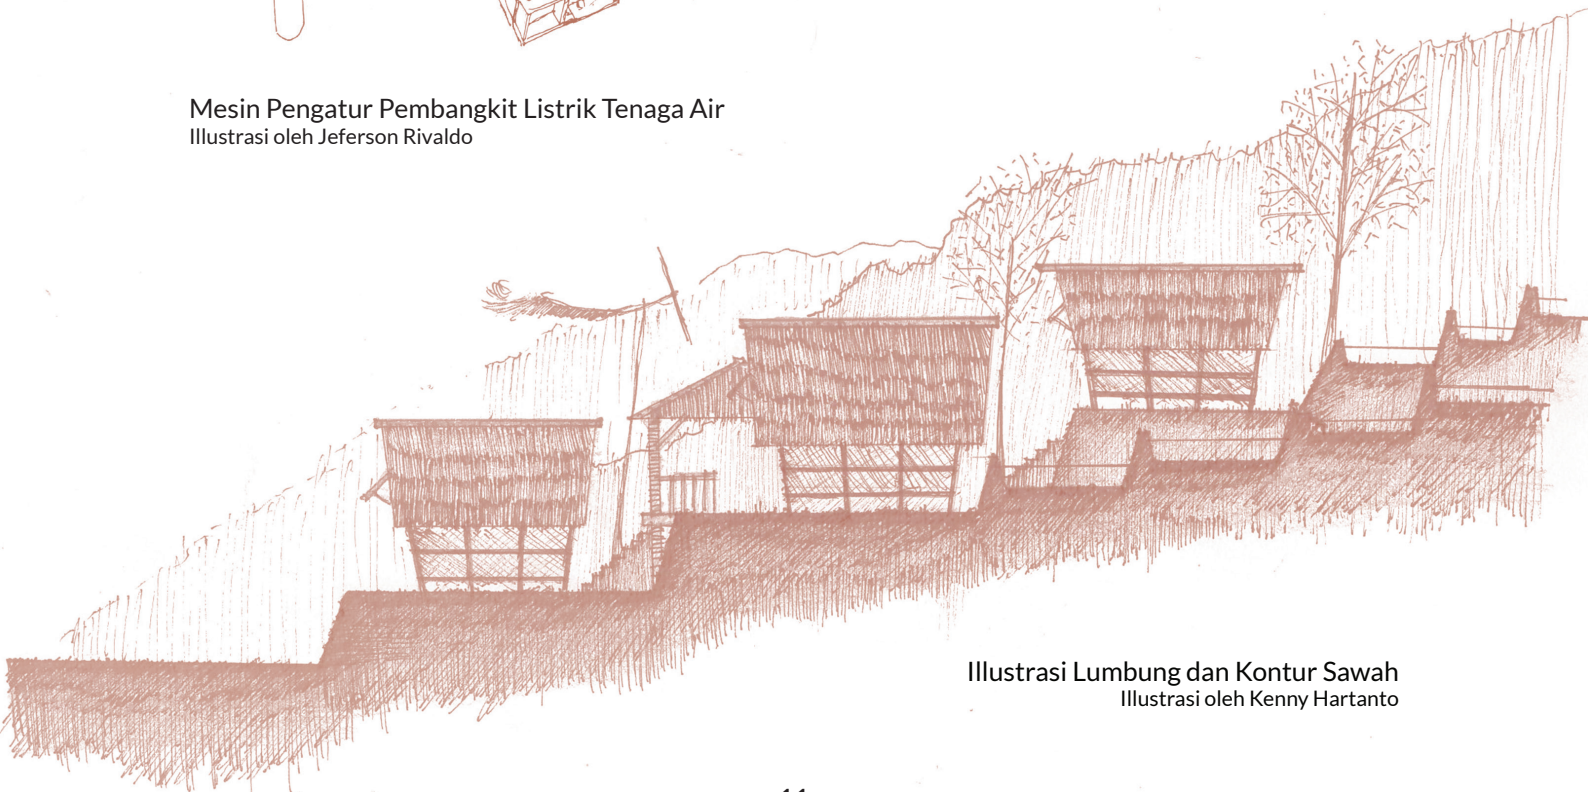 Mesin Pengatur Pembangkit Listrik Tenaga Air
Illustrasi oleh Jeferson Rivaldo
Illustrasi Lumbung dan Kontur Sawah
Illustrasi oleh Kenny Hartanto